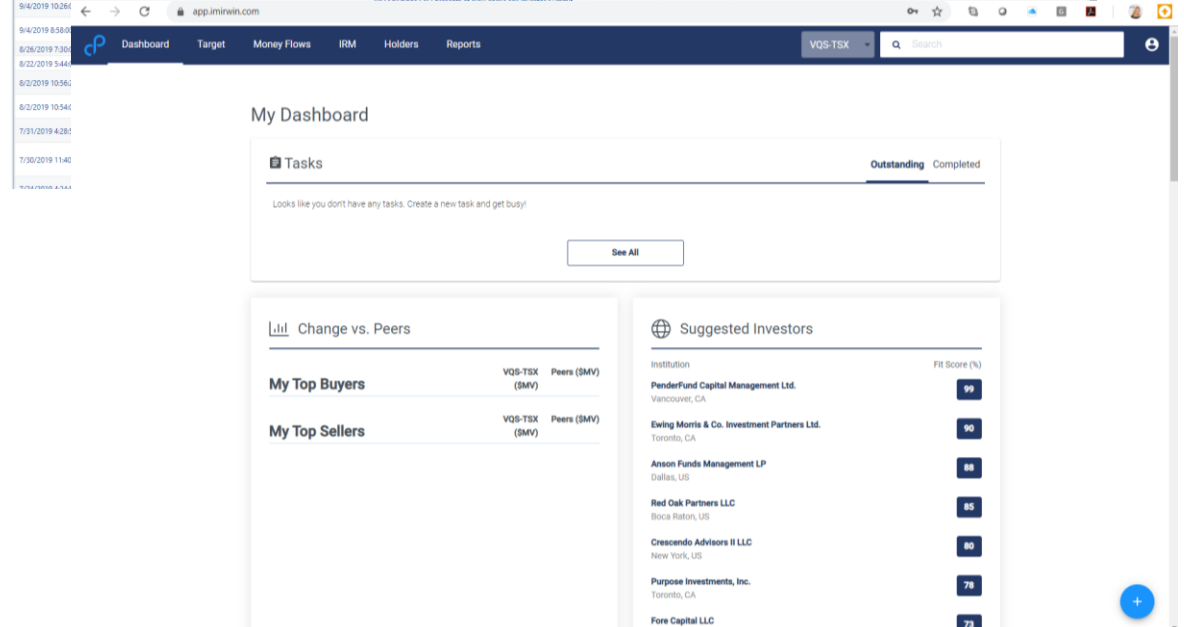 9/4/2019 10:26:
9/4/2019 8:58:00
8/26/2019 7:30:
8/22/2019 5:44:
8/2/2019 10:56:
8/2/2019 10:54:
7/31/2019 4:28:5
7/30/2019 11:40
app.imirwin.com
Dashboard Target Money Flows IRM Holders Reports VQS-TSX Search
My Dashboard
Tasks Outstanding Completed
Looks like you don't have any tasks. Create a new task and get busy!
See All
Change vs. Peers
VQS-TSX Peers ($MV)
My Top Buyers ($MV)
VQS-TSX Peers ($MV)
My Top Sellers ($MV)
Suggested Investors
Institution Fit Score (%)
PenderFund Capital Management Ltd. 99
Vancouver, CA
Ewing Morris & Co. Investment Partners Ltd. 90
Toronto, CA
Anson Funds Management LP 88
Dallas, US
Red Oak Partners LLC 85
Boca Raton, US
Crescendo Advisors II LLC 80
New York, US
Purpose Investments, Inc. 78
Toronto, CA
Fore Capital LLC 73